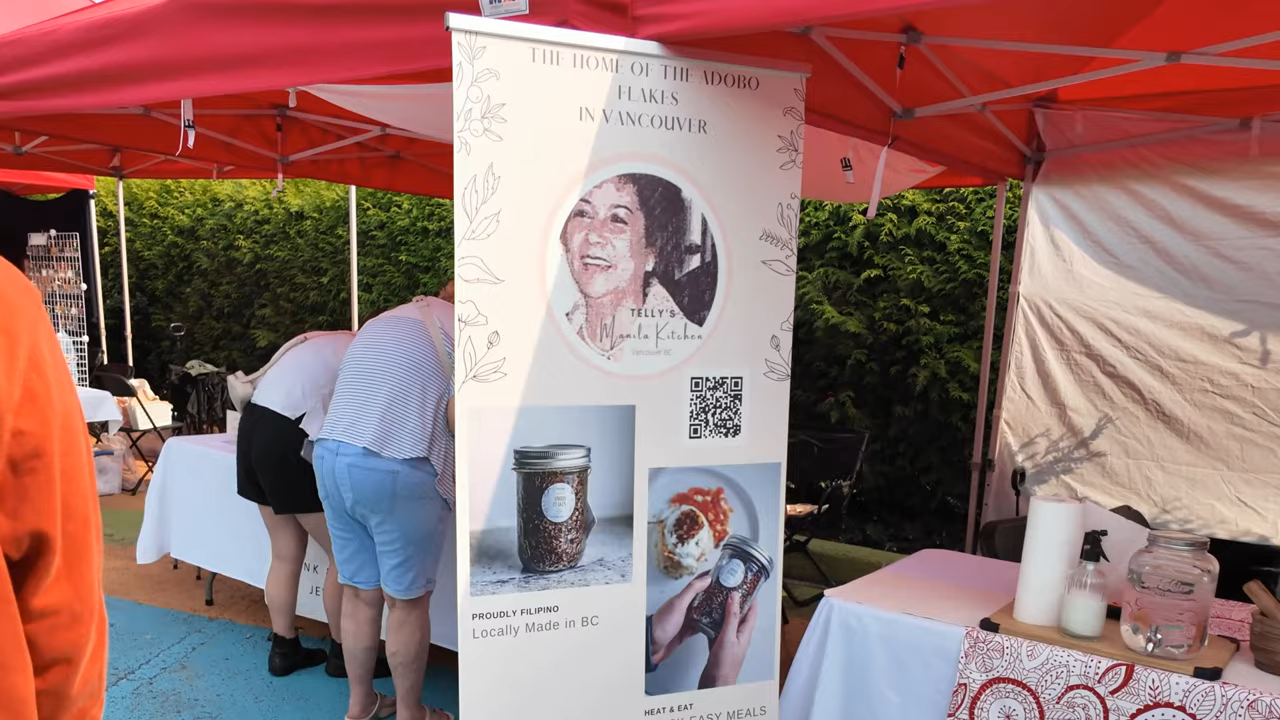 THE HOME OF THE ADOBO
FLAKES
IN VANCOUVER
TELLY'S
Manila Kitchen
Vancouver BC
PROUDLY FILIPINO
Locally Made in BC
HEAT & EAT
EASY MEALS